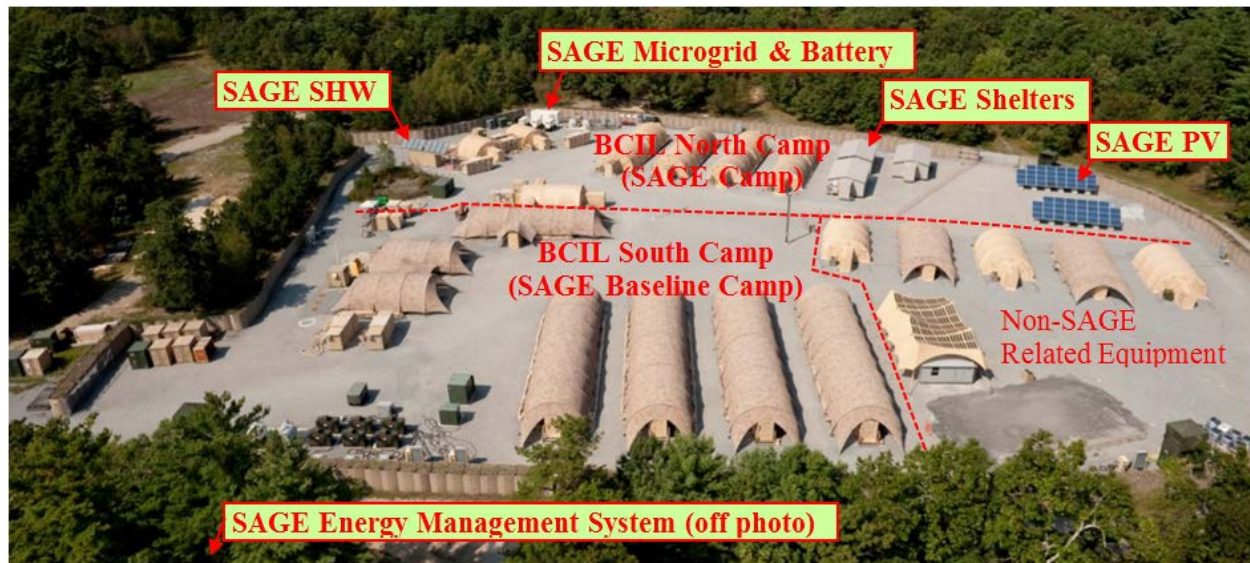 SAGE Microgrid & Battery
SAGE SHW
SAGE Shelters
BCIL North Camp
(SAGE Camp)
SAGE PV
BCIL South Camp
(SAGE Baseline Camp)
Non-SAGE
Related Equipment
SAGE Energy Management System (off photo)